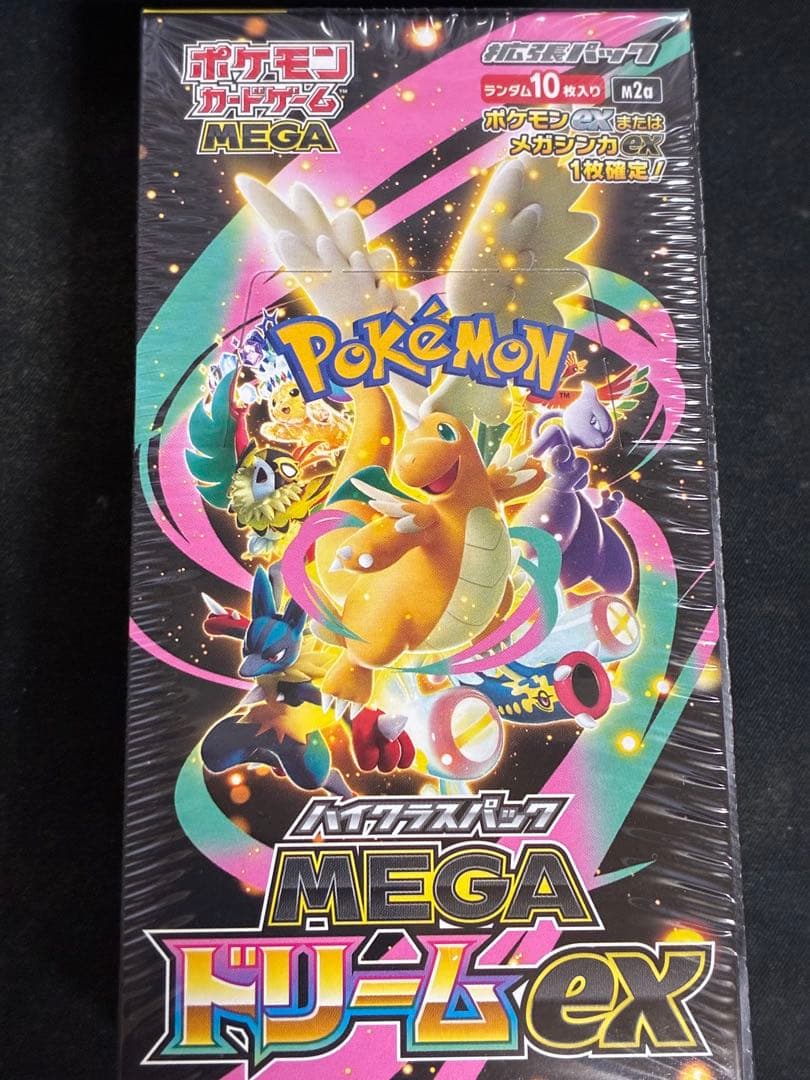 ポケモン
カードゲーム™
MEGA
拡張パック
ランダム10枚入り M2a
ポケモンexまたは
メガシンカex
1枚確定!
POKéMON
TM
ハイクラスパック
MEGA
ドリームex